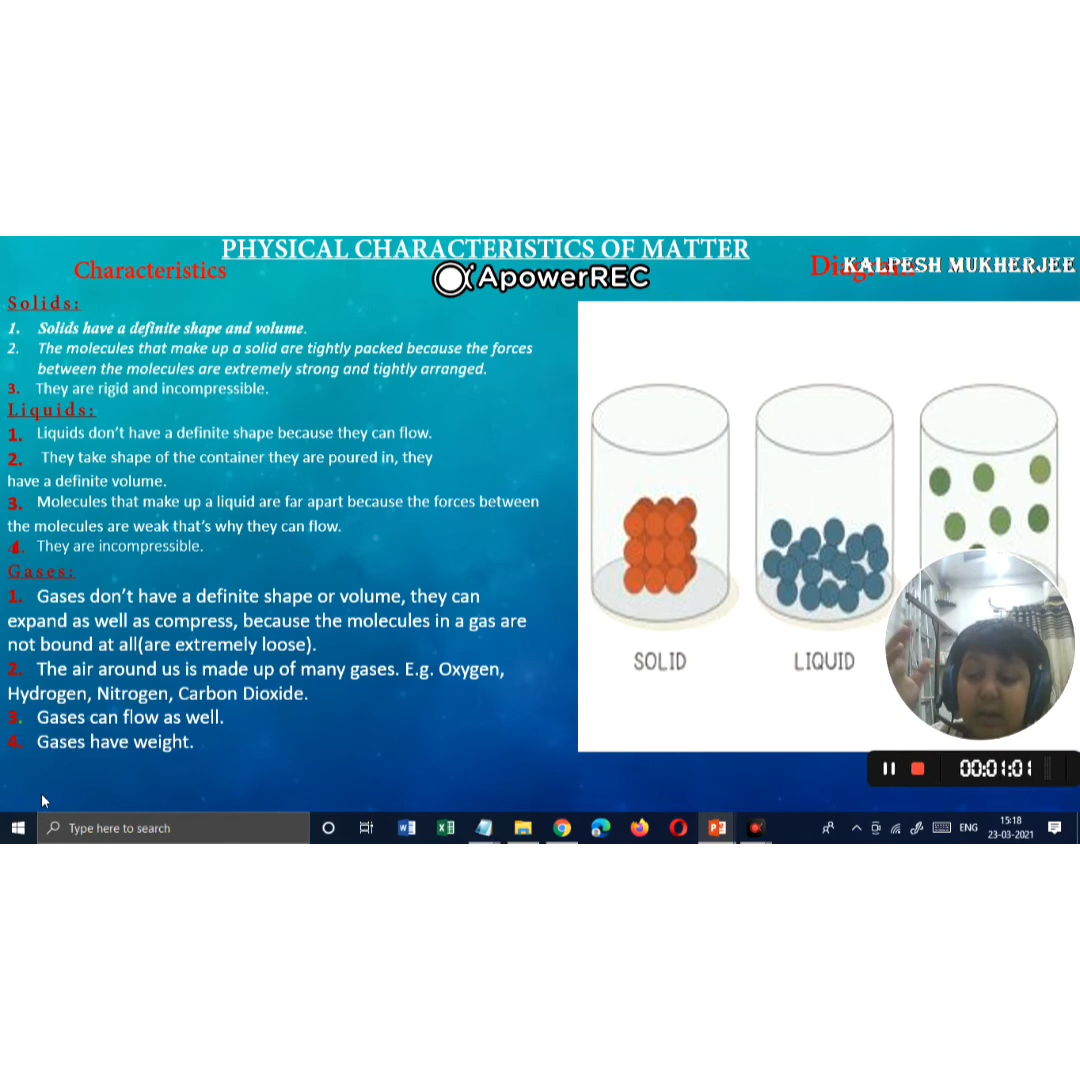 PHYSICAL CHARACTERISTICS OF MATTER
Characteristics
ApowerREC
KALPESH MUKHERJEE
Solids:
1. Solids have a definite shape and volume.
2. The molecules that make up a solid are tightly packed because the forces
between the molecules are extremely strong and tightly arranged.
3. They are rigid and incompressible.
Liquids:
1. Liquids don't have a definite shape because they can flow.
2. They take shape of the container they are poured in, they
have a definite volume.
3. Molecules that make up a liquid are far apart because the forces between
the molecules are weak that's why they can flow.
4. They are incompressible.
Gases:
1. Gases don't have a definite shape or volume, they can
expand as well as compress, because the molecules in a gas are
not bound at all(are extremely loose).
2. The air around us is made up of many gases. E.g. Oxygen,
Hydrogen, Nitrogen, Carbon Dioxide.
3. Gases can flow as well.
4. Gases have weight.
SOLID
LIQUID
00:01:01
Type here to search
ENG
15:18
23-03-2021